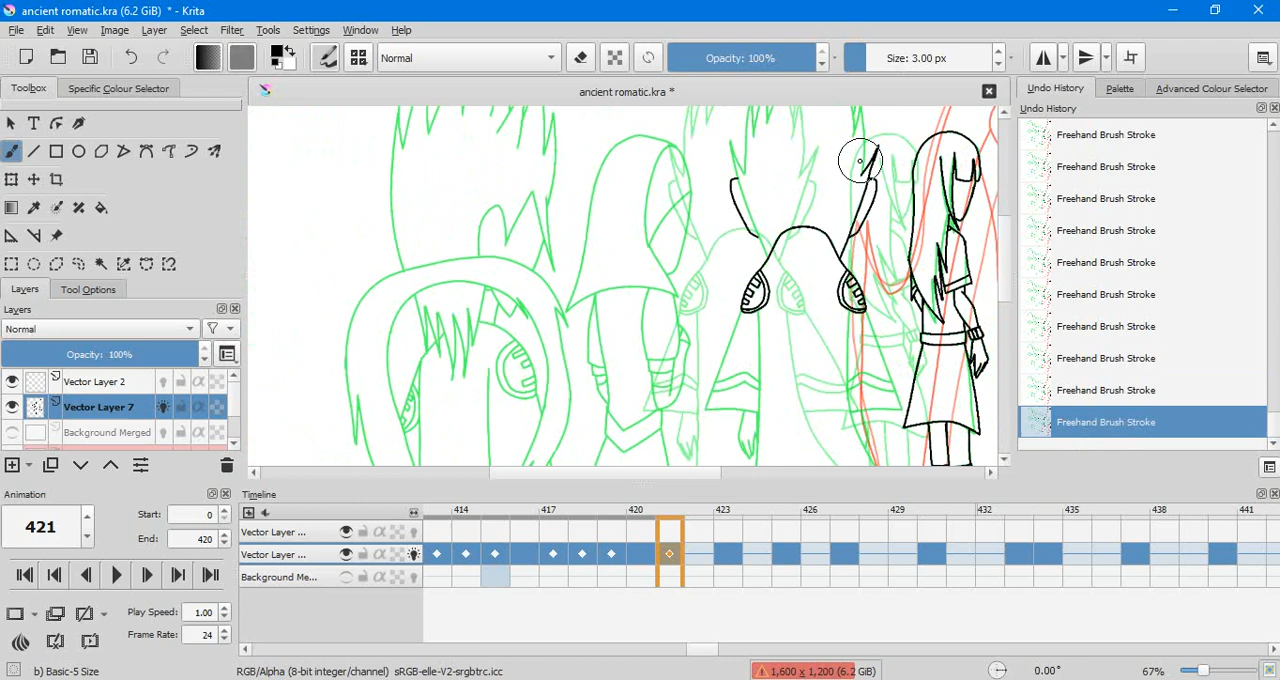 ancient romatic.kra (6.2 GiB) * - Krita
File Edit View Image Layer Select Filter Tools Settings Window Help
Normal Opacity: 100% Size: 3.00 px
Toolbox Specific Colour Selector
ancient romatic.kra *
Undo History Palette Advanced Colour Selector
Undo History
Freehand Brush Stroke
Freehand Brush Stroke
Freehand Brush Stroke
Freehand Brush Stroke
Freehand Brush Stroke
Freehand Brush Stroke
Freehand Brush Stroke
Freehand Brush Stroke
Freehand Brush Stroke
Freehand Brush Stroke
Layers Tool Options
Layers
Normal
Opacity: 100%
Vector Layer 2
Vector Layer 7
Background Merged
Animation
421
Start: 0
End: 420
Play Speed: 1.00
Frame Rate: 24
Timeline
414 417 420 423 426 429 432 435 438 441
Vector Layer ...
Vector Layer ...
Background Me...
b) Basic-5 Size RGB/Alpha (8-bit integer/channel) sRGB-elle-V2-srgbtrc.icc 1,600 x 1,200 (6.2 GiB) 0.00° 67%